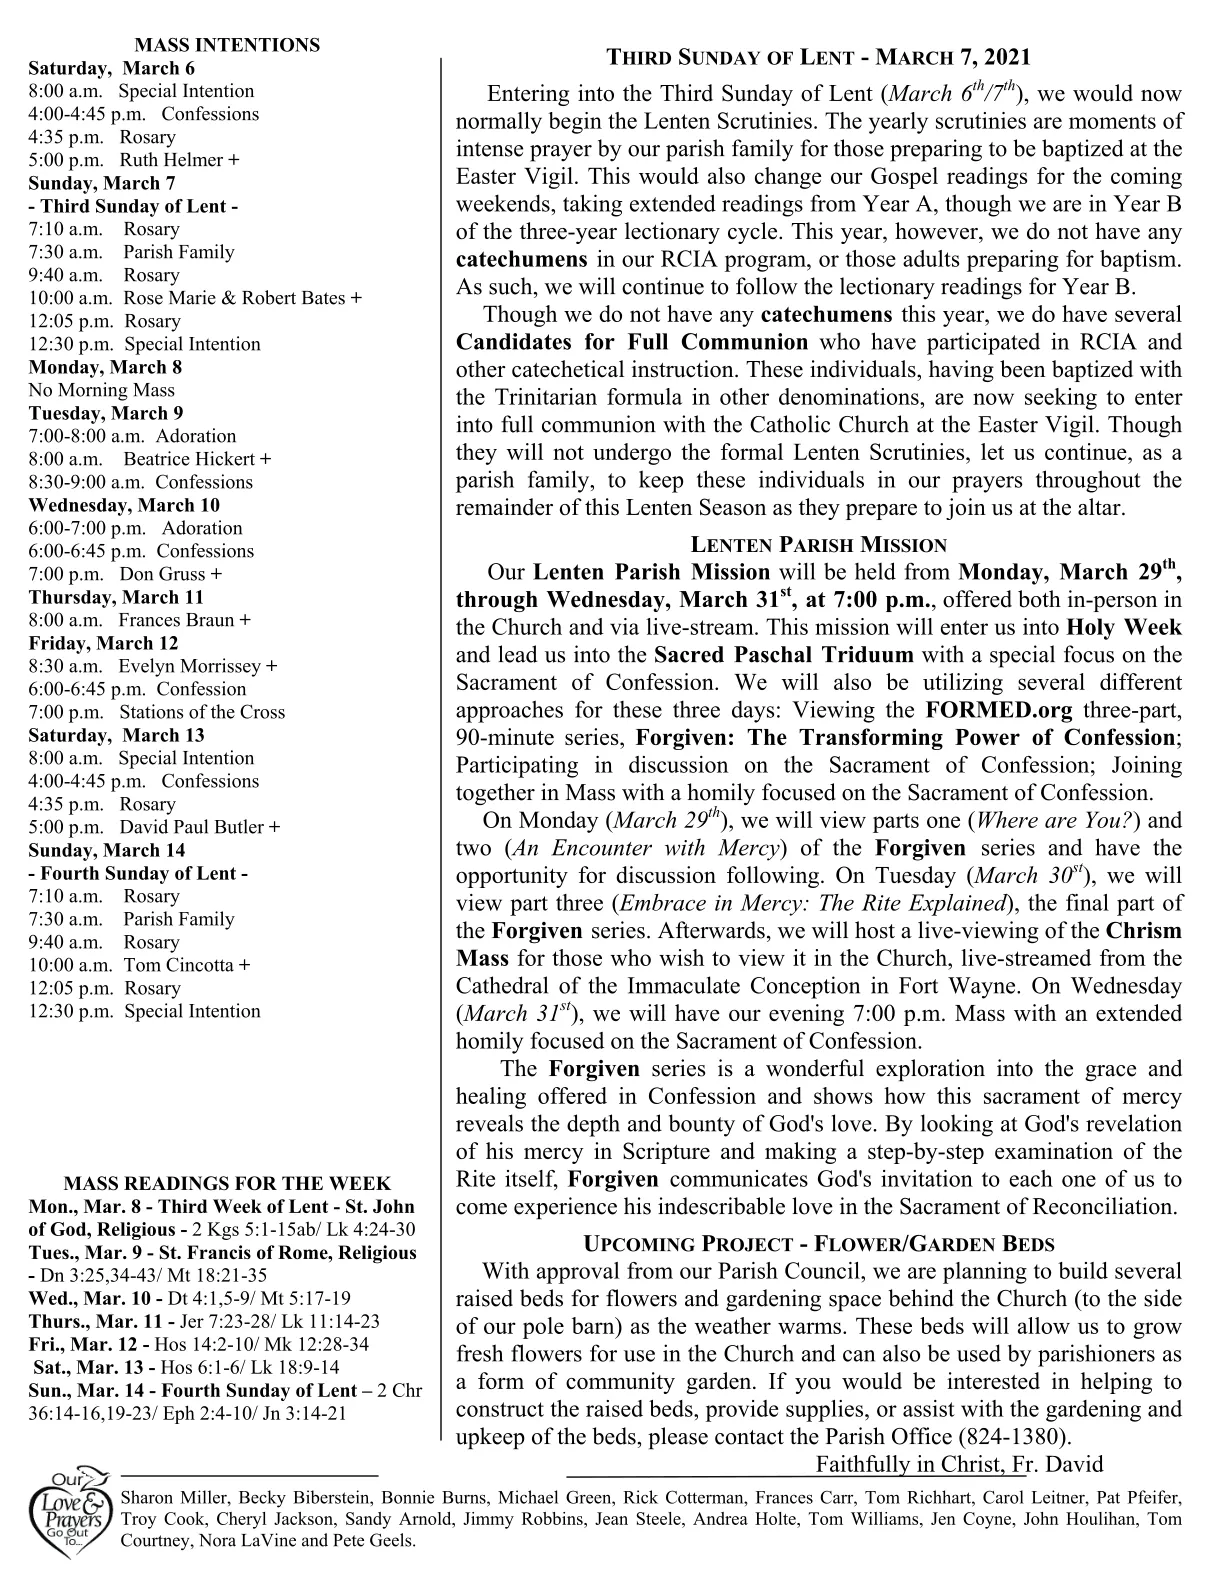 MASS INTENTIONS
Saturday,  March 6
8:00 a.m.   Special Intention
4:00-4:45 p.m.   Confessions
4:35 p.m.   Rosary
5:00 p.m.   Ruth Helmer +
Sunday, March 7
- Third Sunday of Lent -
7:10 a.m.    Rosary
7:30 a.m.    Parish Family
9:40 a.m.    Rosary
10:00 a.m.  Rose Marie & Robert Bates +
12:05 p.m.  Rosary
12:30 p.m.  Special Intention
Monday, March 8
No Morning Mass
Tuesday, March 9
7:00-8:00 a.m.  Adoration
8:00 a.m.    Beatrice Hickert +
8:30-9:00 a.m.  Confessions
Wednesday, March 10
6:00-7:00 p.m.   Adoration
6:00-6:45 p.m.  Confessions
7:00 p.m.   Don Gruss +
Thursday, March 11
8:00 a.m.   Frances Braun +
Friday, March 12
8:30 a.m.   Evelyn Morrissey +
6:00-6:45 p.m.  Confession
7:00 p.m.   Stations of the Cross
Saturday,  March 13
8:00 a.m.   Special Intention
4:00-4:45 p.m.   Confessions
4:35 p.m.   Rosary
5:00 p.m.   David Paul Butler +
Sunday, March 14
- Fourth Sunday of Lent -
7:10 a.m.    Rosary
7:30 a.m.    Parish Family
9:40 a.m.    Rosary
10:00 a.m.  Tom Cincotta +
12:05 p.m.  Rosary
12:30 p.m.  Special Intention
MASS READINGS FOR THE WEEK
Mon., Mar. 8 - Third Week of Lent - St. John
of God, Religious - 2 Kgs 5:1-15ab/ Lk 4:24-30
Tues., Mar. 9 - St. Francis of Rome, Religious
- Dn 3:25,34-43/ Mt 18:21-35
Wed., Mar. 10 - Dt 4:1,5-9/ Mt 5:17-19
Thurs., Mar. 11 - Jer 7:23-28/ Lk 11:14-23
Fri., Mar. 12 - Hos 14:2-10/ Mk 12:28-34
Sat., Mar. 13 - Hos 6:1-6/ Lk 18:9-14
Sun., Mar. 14 - Fourth Sunday of Lent – 2 Chr
36:14-16,19-23/ Eph 2:4-10/ Jn 3:14-21
THIRD SUNDAY OF LENT - MARCH 7, 2021
Entering into the Third Sunday of Lent (March 6th/7th), we would now
normally begin the Lenten Scrutinies. The yearly scrutinies are moments of
intense prayer by our parish family for those preparing to be baptized at the
Easter Vigil. This would also change our Gospel readings for the coming
weekends, taking extended readings from Year A, though we are in Year B
of the three-year lectionary cycle. This year, however, we do not have any
catechumens in our RCIA program, or those adults preparing for baptism.
As such, we will continue to follow the lectionary readings for Year B.
Though we do not have any catechumens this year, we do have several
Candidates for Full Communion who have participated in RCIA and
other catechetical instruction. These individuals, having been baptized with
the Trinitarian formula in other denominations, are now seeking to enter
into full communion with the Catholic Church at the Easter Vigil. Though
they will not undergo the formal Lenten Scrutinies, let us continue, as a
parish family, to keep these individuals in our prayers throughout the
remainder of this Lenten Season as they prepare to join us at the altar.
LENTEN PARISH MISSION
Our Lenten Parish Mission will be held from Monday, March 29th,
through Wednesday, March 31st, at 7:00 p.m., offered both in-person in
the Church and via live-stream. This mission will enter us into Holy Week
and lead us into the Sacred Paschal Triduum with a special focus on the
Sacrament of Confession. We will also be utilizing several different
approaches for these three days: Viewing the FORMED.org three-part,
90-minute series, Forgiven: The Transforming Power of Confession;
Participating in discussion on the Sacrament of Confession; Joining
together in Mass with a homily focused on the Sacrament of Confession.
On Monday (March 29th), we will view parts one (Where are You?) and
two (An Encounter with Mercy) of the Forgiven series and have the
opportunity for discussion following. On Tuesday (March 30st), we will
view part three (Embrace in Mercy: The Rite Explained), the final part of
the Forgiven series. Afterwards, we will host a live-viewing of the Chrism
Mass for those who wish to view it in the Church, live-streamed from the
Cathedral of the Immaculate Conception in Fort Wayne. On Wednesday
(March 31st), we will have our evening 7:00 p.m. Mass with an extended
homily focused on the Sacrament of Confession.
The Forgiven series is a wonderful exploration into the grace and
healing offered in Confession and shows how this sacrament of mercy
reveals the depth and bounty of God's love. By looking at God's revelation
of his mercy in Scripture and making a step-by-step examination of the
Rite itself, Forgiven communicates God's invitation to each one of us to
come experience his indescribable love in the Sacrament of Reconciliation.
UPCOMING PROJECT - FLOWER/GARDEN BEDS
With approval from our Parish Council, we are planning to build several
raised beds for flowers and gardening space behind the Church (to the side
of our pole barn) as the weather warms. These beds will allow us to grow
fresh flowers for use in the Church and can also be used by parishioners as
a form of community garden. If you would be interested in helping to
construct the raised beds, provide supplies, or assist with the gardening and
upkeep of the beds, please contact the Parish Office (824-1380).
Faithfully in Christ, Fr. David
Our
Love &
Prayers
Go Out
To...
Sharon Miller, Becky Biberstein, Bonnie Burns, Michael Green, Rick Cotterman, Frances Carr, Tom Richhart, Carol Leitner, Pat Pfeifer,
Troy Cook, Cheryl Jackson, Sandy Arnold, Jimmy Robbins, Jean Steele, Andrea Holte, Tom Williams, Jen Coyne, John Houlihan, Tom
Courtney, Nora LaVine and Pete Geels.